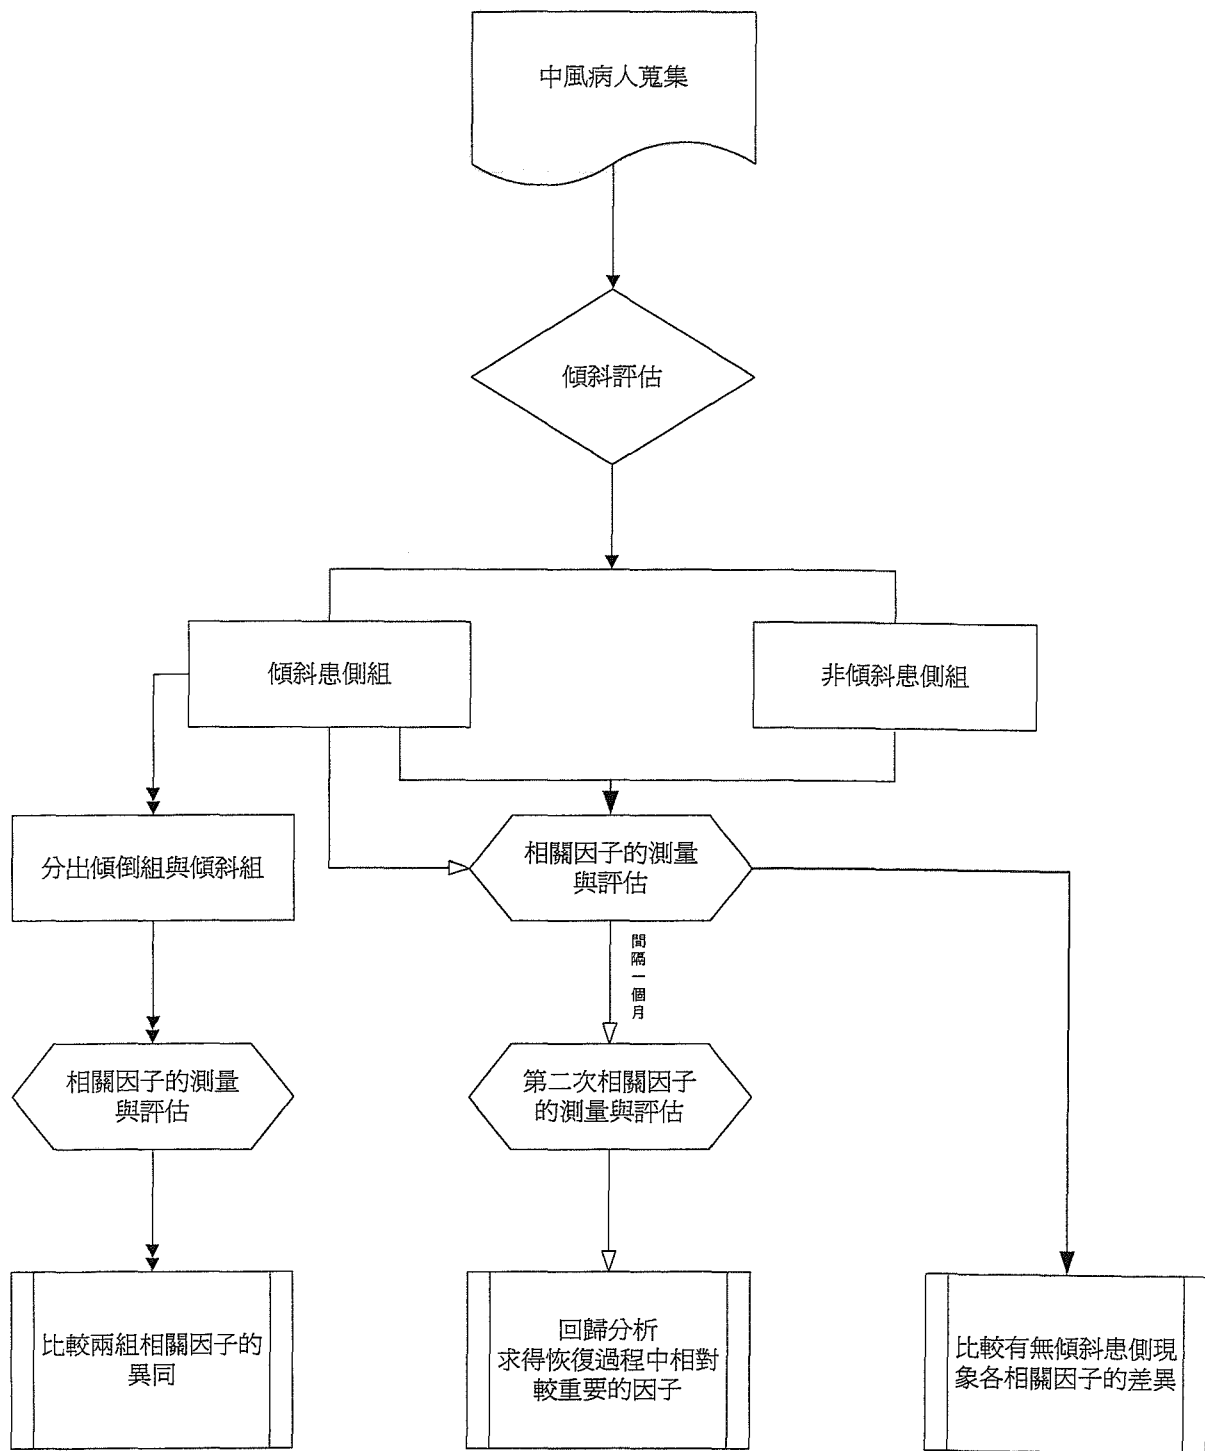 中風病人蒐集
傾斜評估
傾斜患側組
非傾斜患側組
分出傾倒組與傾斜組
相關因子的測量
與評估
間隔一個月
相關因子的測量
與評估
第二次相關因子
的測量與評估
比較兩組相關因子的
異同
回歸分析
求得恢復過程中相對
較重要的因子
比較有無傾斜患側現
象各相關因子的差異